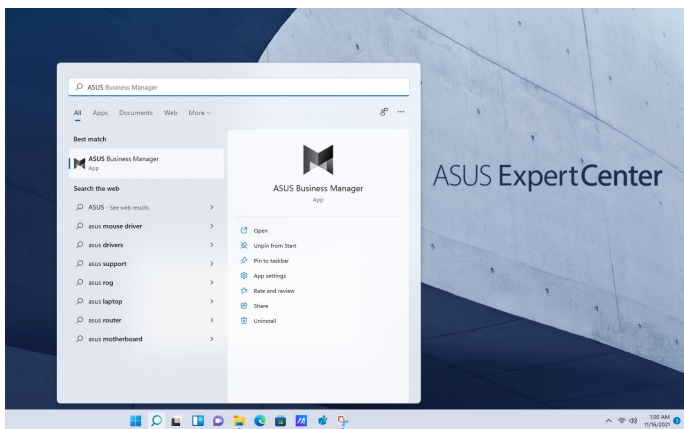 ASUS Business Manager
All Apps Documents Web More
Best match
ASUS Business Manager
App
Search the web
ASUS - See web results
asus mouse driver
asus drivers
asus support
asus rog
asus laptop
asus router
asus motherboard
ASUS Business Manager
App
Open
Unpin from Start
Pin to taskbar
App settings
Rate and review
Share
Uninstall
ASUS ExpertCenter
1:00 AM
11/16/2021